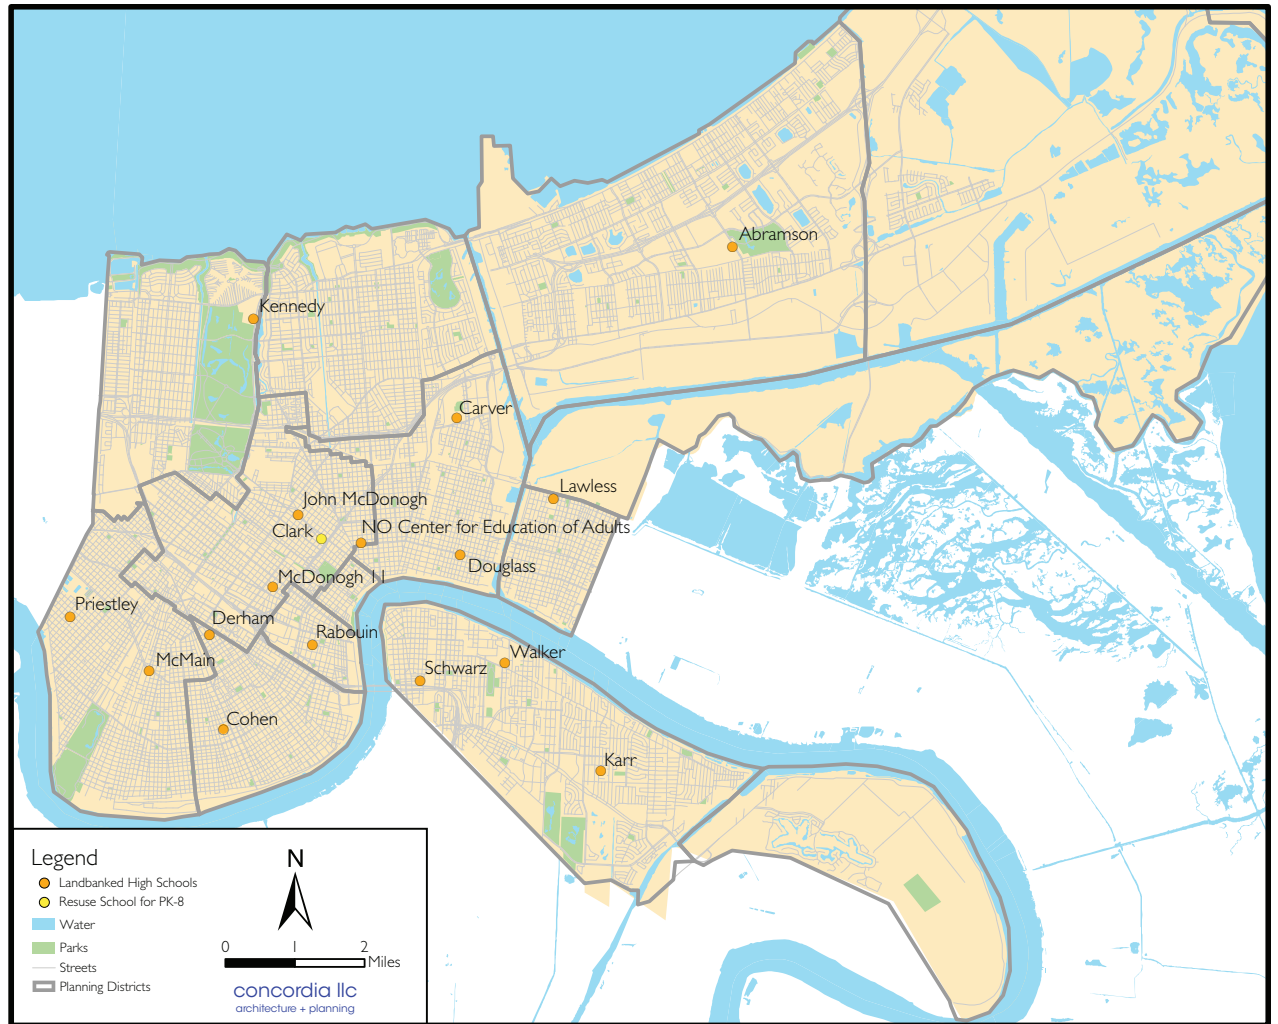 Abramson
Kennedy
Carver
Lawless
John McDonogh
NO Center for Education of Adults
Clark
Douglass
McDonogh 11
Priestley
Derham
Rabouin
McMain
Walker
Schwarz
Cohen
Karr
Legend
Landbanked High Schools
Resuse School for PK-8
Water
Parks
Streets
Planning Districts
N
0 1 2
Miles
concordia llc
architecture + planning